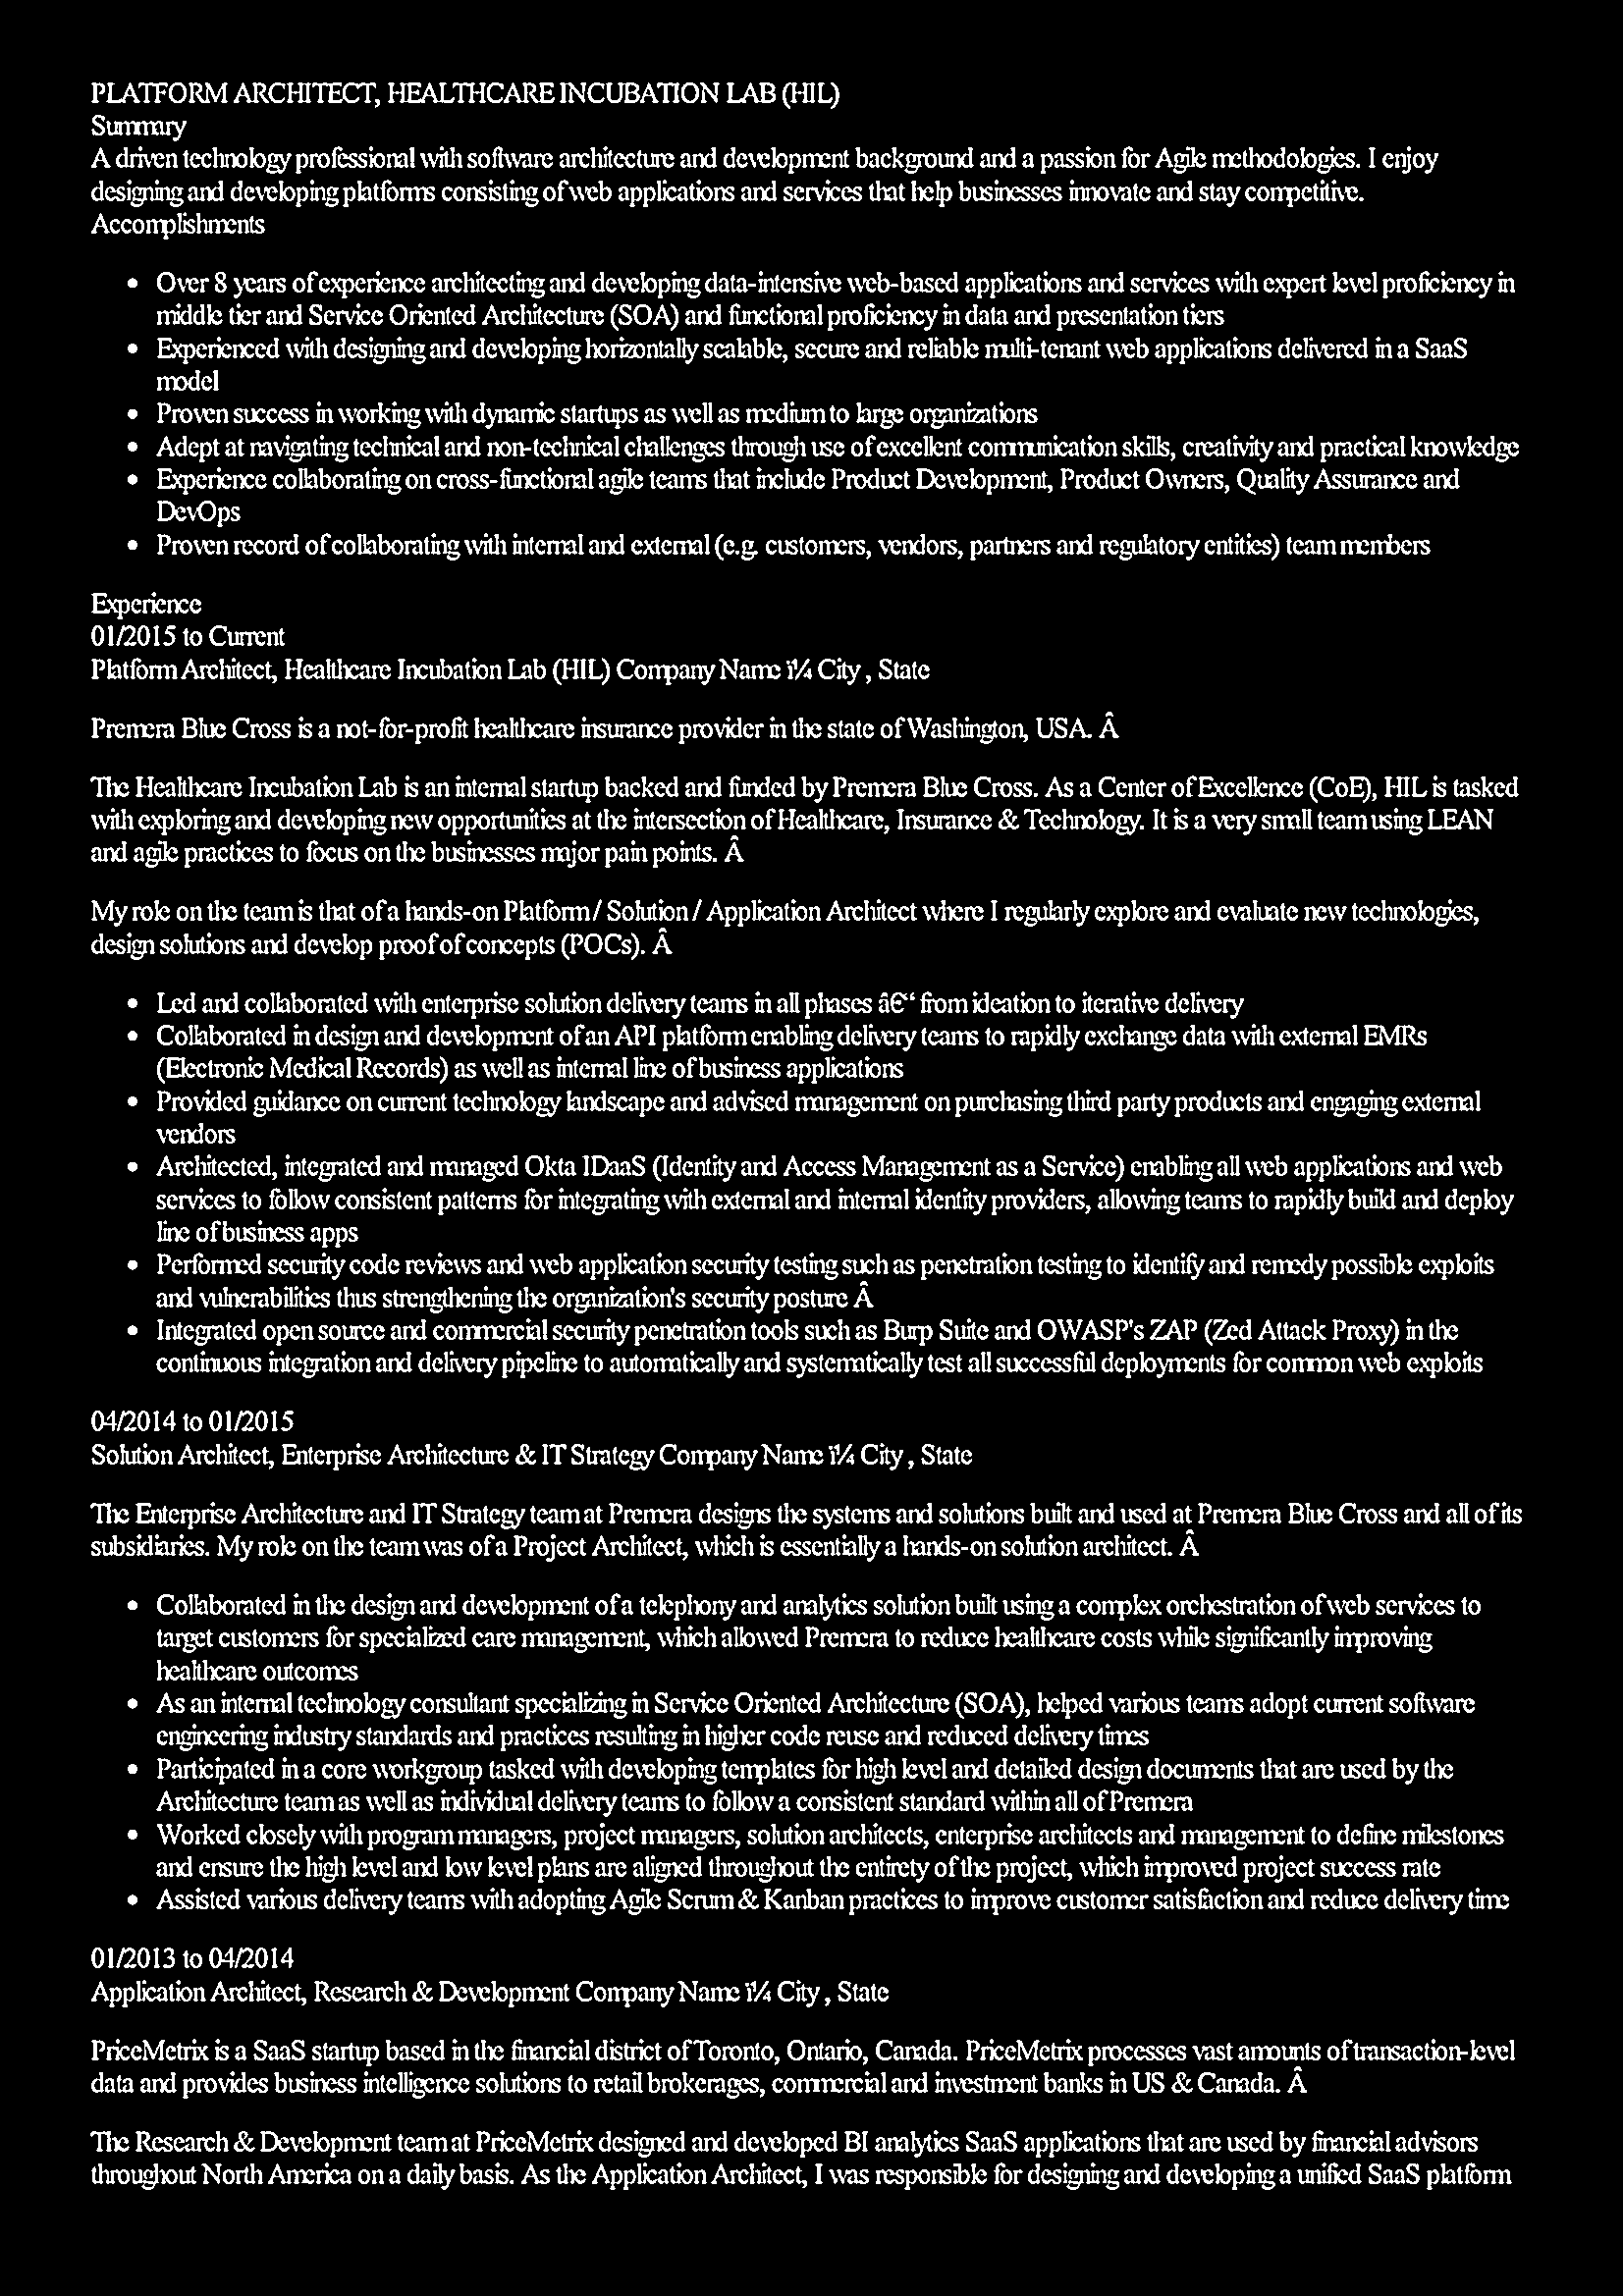 PLATFORM ARCHITECT, HEALTHCARE INCUBATION LAB (HIL)
Summary
A driven technology professional with software architecture and development background and a passion for Agile methodologies. I enjoy
designing and developing platforms consisting of web applications and services that help businesses innovate and stay competitive.
Accomplishments
• Over 8 years of experience architecting and developing data-intensive web-based applications and services with expert level proficiency in
middle tier and Service Oriented Architecture (SOA) and functional proficiency in data and presentation tiers
• Experienced with designing and developing horizontally scalable, secure and reliable multi-tenant web applications delivered in a SaaS
model
• Proven success in working with dynamic startups as well as medium to large organizations
• Adept at navigating technical and non-technical challenges through use of excellent communication skills, creativity and practical knowledge
• Experience collaborating on cross-functional agile teams that include Product Development, Product Owners, Quality Assurance and
DevOps
• Proven record of collaborating with internal and external (e.g. customers, vendors, partners and regulatory entities) team members
Experience
01/2015 to Current
Platform Architect, Healthcare Incubation Lab (HIL) Company Name ï¼ City , State
Premera Blue Cross is a not-for-profit healthcare insurance provider in the state of Washington, USA. Â
The Healthcare Incubation Lab is an internal startup backed and funded by Premera Blue Cross. As a Center of Excellence (CoE), HIL is tasked
with exploring and developing new opportunities at the intersection of Healthcare, Insurance & Technology. It is a very small team using LEAN
and agile practices to focus on the businesses major pain points. Â
My role on the team is that of a hands-on Platform / Solution / Application Architect where I regularly explore and evaluate new technologies,
design solutions and develop proof of concepts (POCs). Â
• Led and collaborated with enterprise solution delivery teams in all phases â€“ from ideation to iterative delivery
• Collaborated in design and development of an API platform enabling delivery teams to rapidly exchange data with external EMRs
(Electronic Medical Records) as well as internal line of business applications
• Provided guidance on current technology landscape and advised management on purchasing third party products and engaging external
vendors
• Architected, integrated and managed Okta IDaaS (Identity and Access Management as a Service) enabling all web applications and web
services to follow consistent patterns for integrating with external and internal identity providers, allowing teams to rapidly build and deploy
line of business apps
• Performed security code reviews and web application security testing such as penetration testing to identify and remedy possible exploits
and vulnerabilities thus strengthening the organization's security posture Â
• Integrated open source and commercial security penetration tools such as Burp Suite and OWASP's ZAP (Zed Attack Proxy) in the
continuous integration and delivery pipeline to automatically and systematically test all successful deployments for common web exploits
04/2014 to 01/2015
Solution Architect, Enterprise Architecture & IT Strategy Company Name ï¼ City , State
The Enterprise Architecture and IT Strategy team at Premera designs the systems and solutions built and used at Premera Blue Cross and all of its
subsidiaries. My role on the team was of a Project Architect, which is essentially a hands-on solution architect. Â
• Collaborated in the design and development of a telephony and analytics solution built using a complex orchestration of web services to
target customers for specialized care management, which allowed Premera to reduce healthcare costs while significantly improving
healthcare outcomes
• As an internal technology consultant specializing in Service Oriented Architecture (SOA), helped various teams adopt current software
engineering industry standards and practices resulting in higher code reuse and reduced delivery times
• Participated in a core workgroup tasked with developing templates for high level and detailed design documents that are used by the
Architecture team as well as individual delivery teams to follow a consistent standard within all of Premera
• Worked closely with program managers, project managers, solution architects, enterprise architects and management to define milestones
and ensure the high level and low level plans are aligned throughout the entirety of the project, which improved project success rate
• Assisted various delivery teams with adopting Agile Scrum & Kanban practices to improve customer satisfaction and reduce delivery time
01/2013 to 04/2014
Application Architect, Research & Development Company Name ï¼ City , State
PriceMetrix is a SaaS startup based in the financial district of Toronto, Ontario, Canada. PriceMetrix processes vast amounts of transaction-level
data and provides business intelligence solutions to retail brokerages, commercial and investment banks in US & Canada. Â
The Research & Development team at PriceMetrix designed and developed BI analytics SaaS applications that are used by financial advisors
throughout North America on a daily basis. As the Application Architect, I was responsible for designing and developing a unified SaaS platform